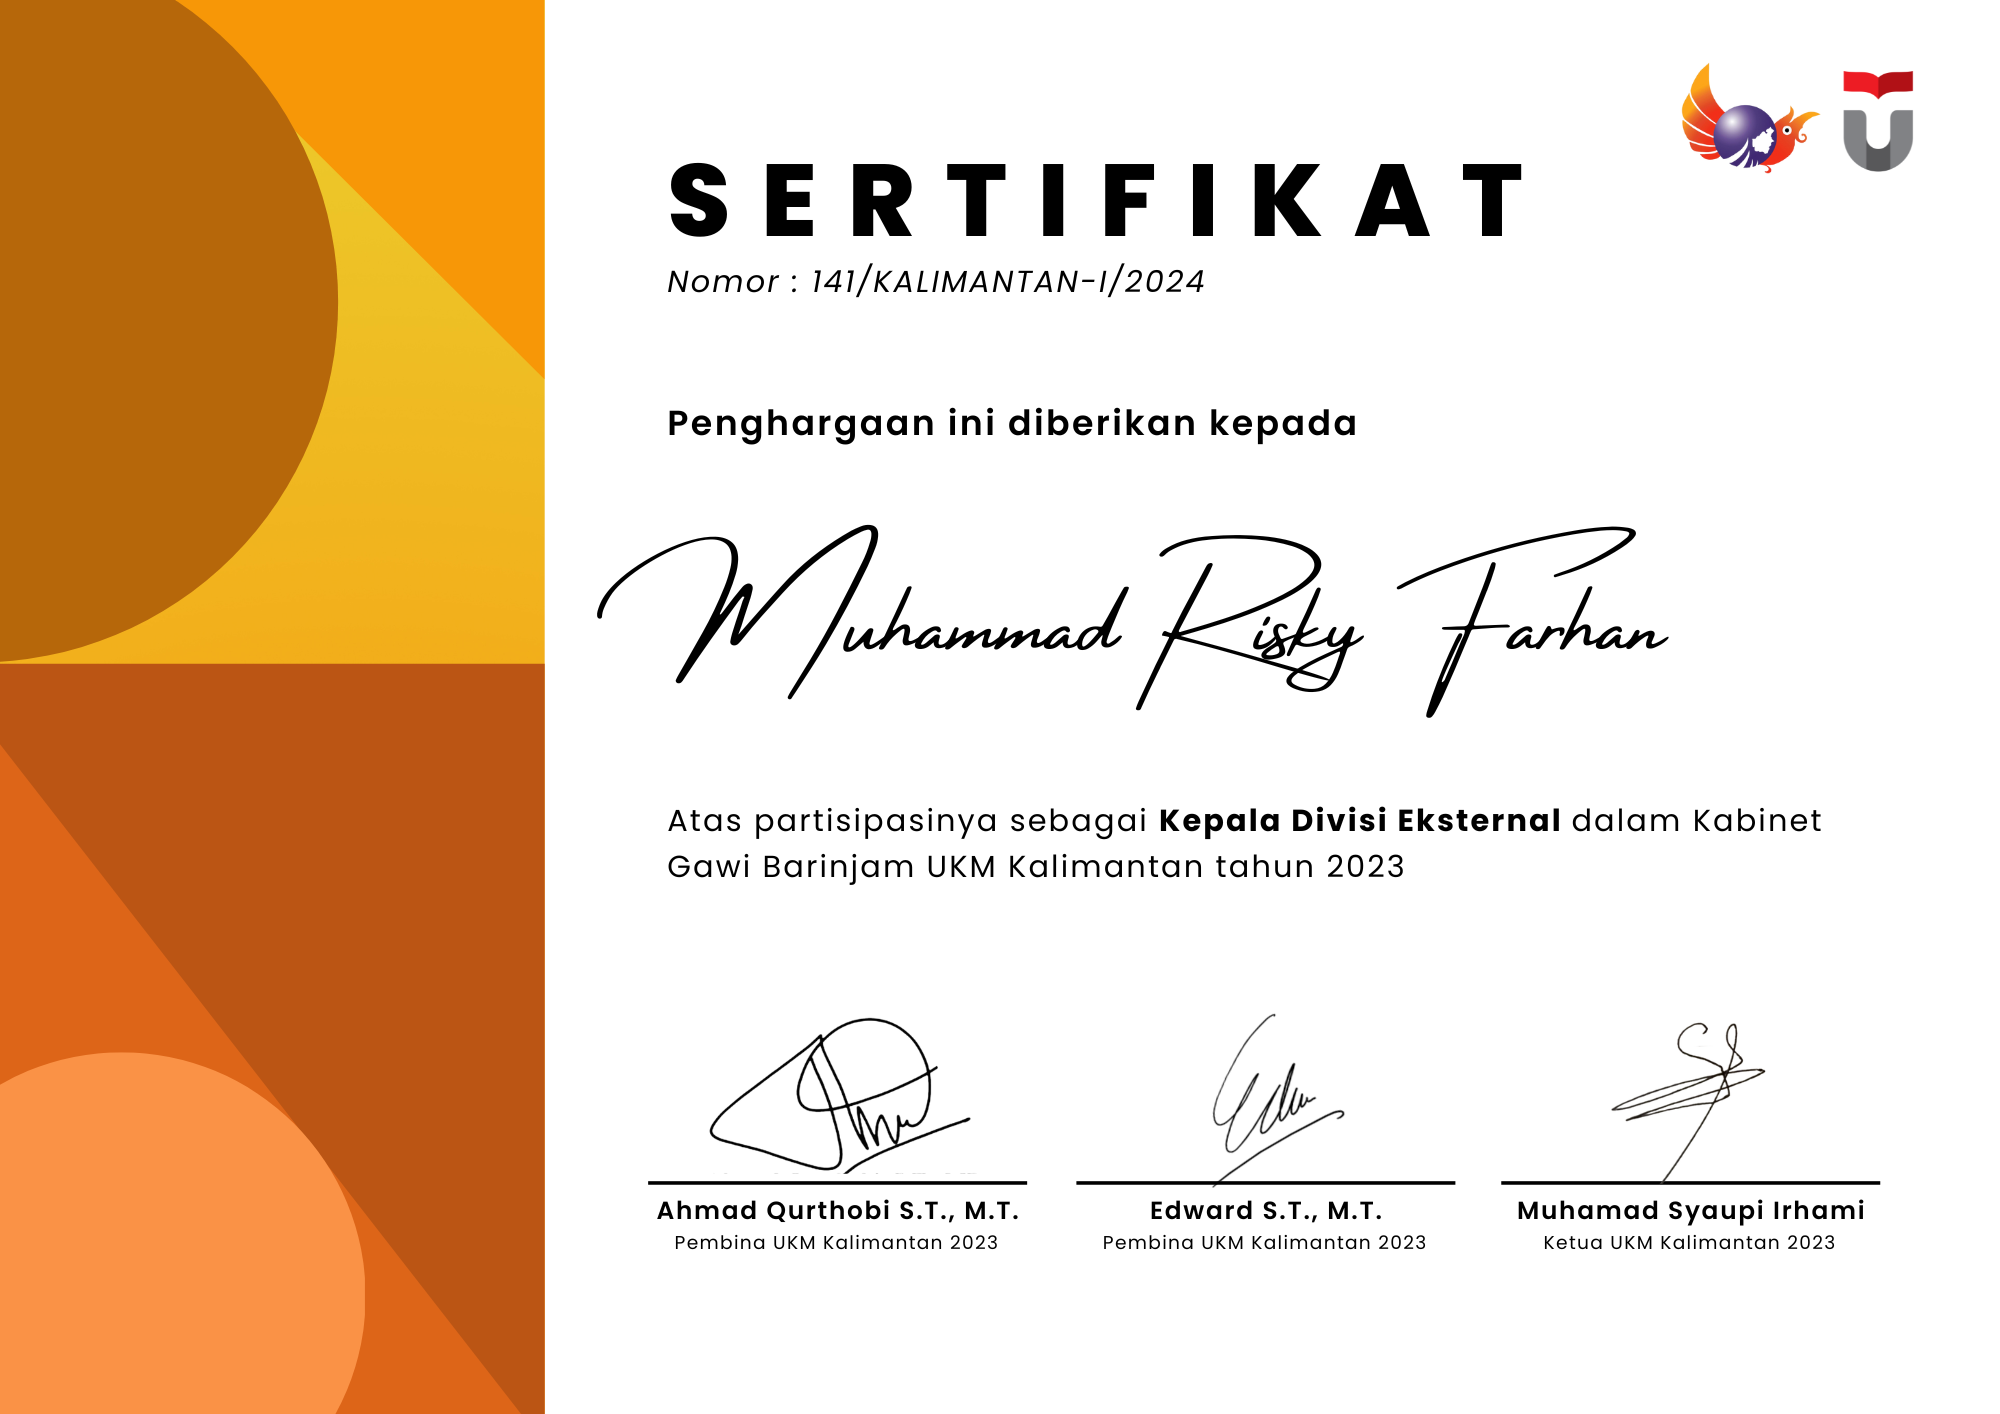 SERTIFIKAT
Nomor : 141/KALIMANTAN-I/2024
Penghargaan ini diberikan kepada
Muhammad Risky Farhan
Atas partisipasinya sebagai Kepala Divisi Eksternal dalam Kabinet
Gawi Barinjam UKM Kalimantan tahun 2023
Ahmad Qurthobi S.T., M.T.
Pembina UKM Kalimantan 2023
Edward S.T., M.T.
Pembina UKM Kalimantan 2023
Muhamad Syaupi Irhami
Ketua UKM Kalimantan 2023